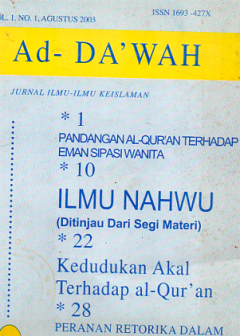 OL. 1, NO. 1, AGUSTUS 2003
ISSN 1693 -427X
Ad- DA'WAH
JURNAL ILMU-ILMU KEISLAMAN
* 1
PANDANGAN AL-QUR'AN TERHADAP
EMAN SIPASI WANITA
* 10
ILMU NAHWU
(Ditinjau Dari Segi Materi)
* 22
Kedudukan Akal
Terhadap al-Qur'an
* 28
PERANAN RETORIKA DALAM